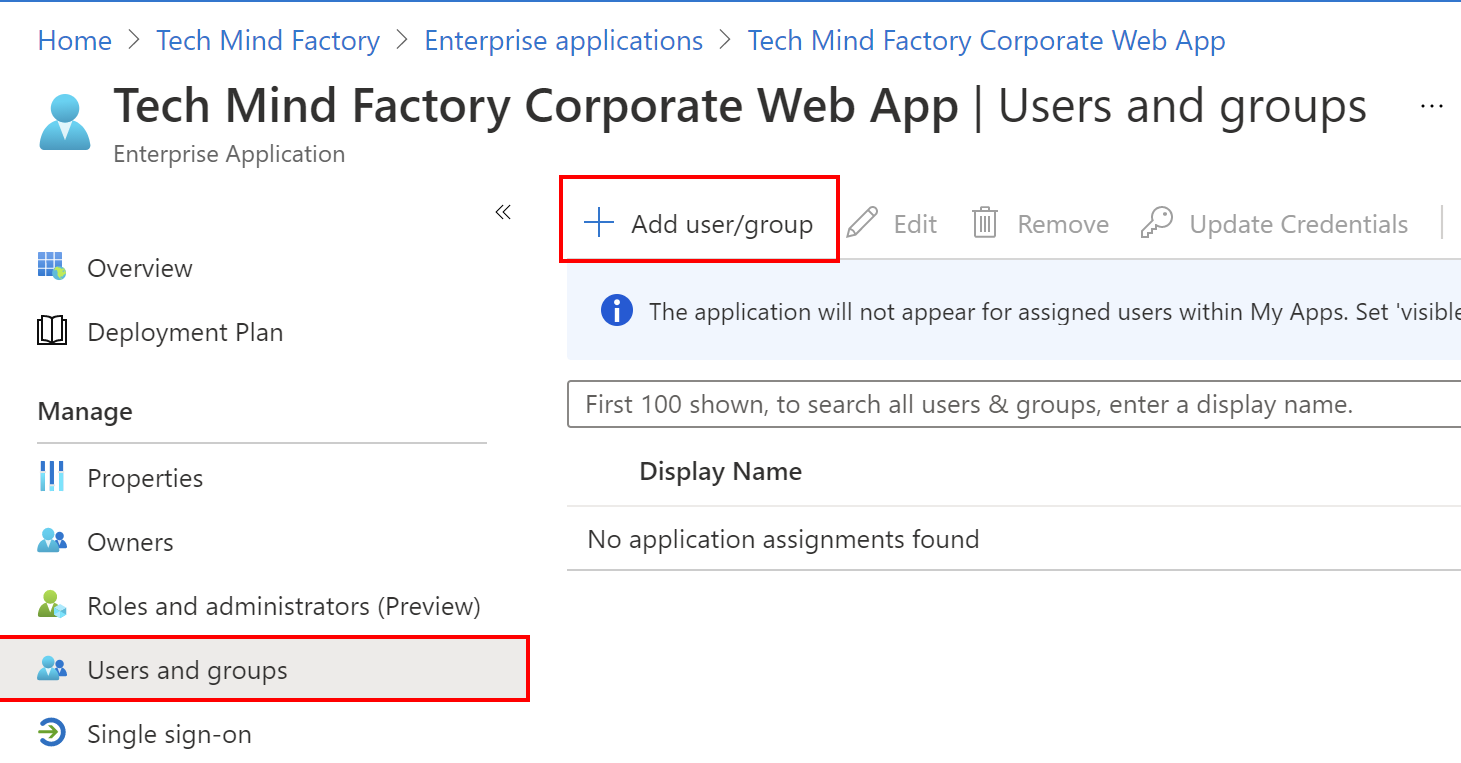 Home > Tech Mind Factory > Enterprise applications > Tech Mind Factory Corporate Web App
Tech Mind Factory Corporate Web App | Users and groups ...
Enterprise Application
«
Overview
Deployment Plan
Manage
Properties
Owners
Roles and administrators (Preview)
Users and groups
Single sign-on
+ Add user/group Edit Remove Update Credentials
The application will not appear for assigned users within My Apps. Set 'visible
First 100 shown, to search all users & groups, enter a display name.
Display Name
No application assignments found